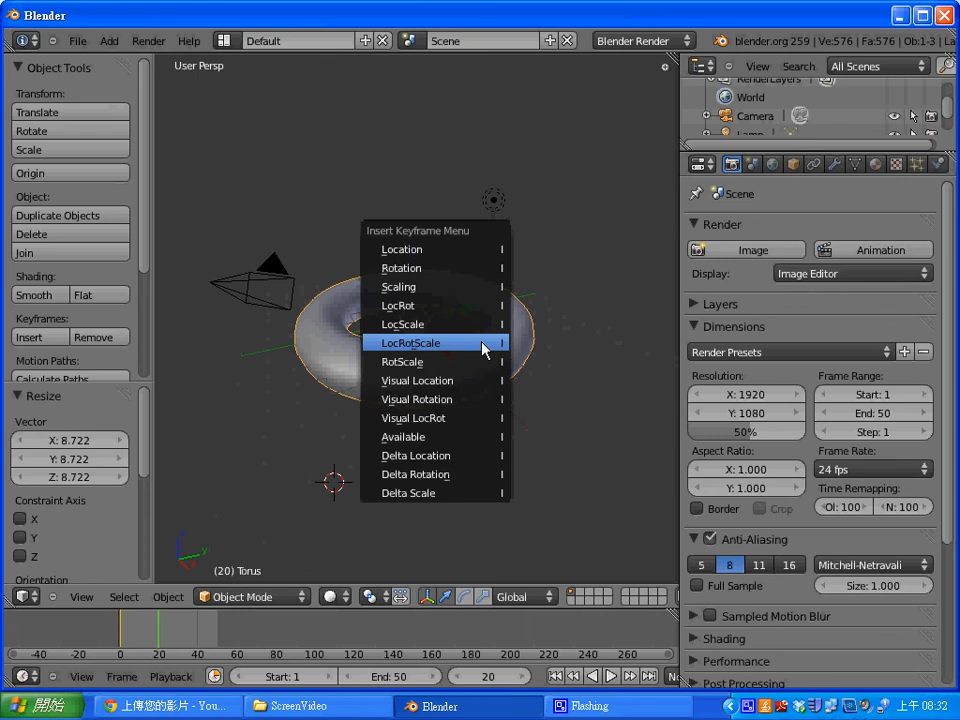 Blender
File Add Render Help
Default
Scene
Blender Render
blender.org 259 | Ve:576 | Fa:576 | Ob:1-3 | La
Object Tools
Transform:
Translate
Rotate
Scale
Origin
Object:
Duplicate Objects
Delete
Join
Shading:
Smooth Flat
Keyframes:
Insert Remove
Motion Paths:
Calculate Paths
Resize
Vector
X: 8.722
Y: 8.722
Z: 8.722
Constraint Axis
X
Y
Z
Orientation
User Persp
Insert Keyframe Menu
Location I
Rotation I
Scaling I
LocRot I
LocScale I
LocRotScale I
RotScale I
Visual Location I
Visual Rotation I
Visual LocRot I
Available I
Delta Location I
Delta Rotation I
Delta Scale I
(20) Torus
View Select Object Object Mode Global
-40 -20 0 20 40 60 80 100 120 140 160 180 200 220 240 260
View Frame Playback Start: 1 End: 50 20 No
View Search All Scenes
RenderLayers
World
Camera
Lamp
Scene
Render
Image Animation
Display: Image Editor
Layers
Dimensions
Render Presets
Resolution: Frame Range:
X: 1920 Start: 1
Y: 1080 End: 50
50% Step: 1
Aspect Ratio: Frame Rate:
X: 1.000 24 fps
Y: 1.000 Time Remapping:
Border Crop Ol: 100 N: 100
Anti-Aliasing
5 8 11 16 Mitchell-Netravali
Full Sample Size: 1.000
Sampled Motion Blur
Shading
Performance
Post Processing
開始 上傳您的影片 - You... ScreenVideo Blender Flashing 上午 08:32